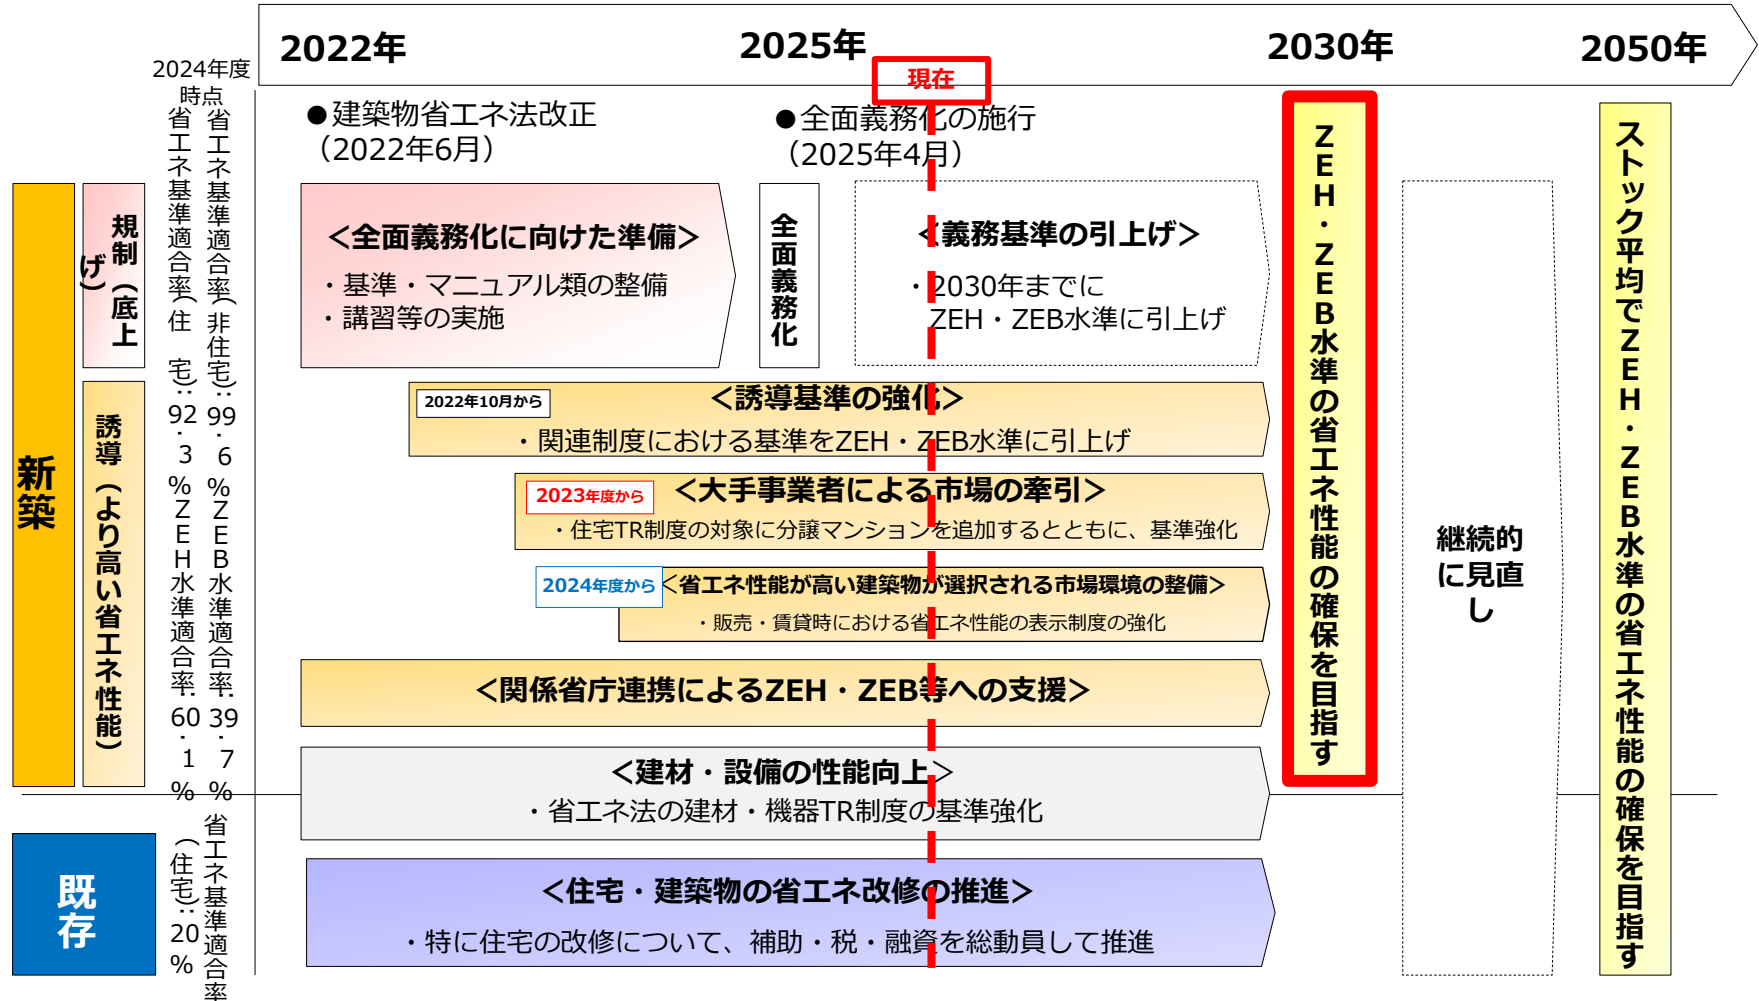 2022年
2025年
2030年
2050年
現在
2024年度
時点
省エネ基準適合率(非住宅):99.6%ZEB水準適合率:39.7%
省エネ基準適合率(住　宅):92.3%ZEH水準適合率:60.1%
●建築物省エネ法改正
（2022年6月）
●全面義務化の施行
（2025年4月）
新築
規制（底上げ）
＜全面義務化に向けた準備＞
・基準・マニュアル類の整備
・講習等の実施
全面義務化
＜義務基準の引上げ＞
・2030年までに
ZEH・ZEB水準に引上げ
誘導（より高い省エネ性能）
2022年10月から
＜誘導基準の強化＞
・関連制度における基準をZEH・ZEB水準に引上げ
2023年度から
＜大手事業者による市場の牽引＞
・住宅TR制度の対象に分譲マンションを追加するとともに、基準強化
2024年度から
＜省エネ性能が高い建築物が選択される市場環境の整備＞
・販売・賃貸時における省エネ性能の表示制度の強化
＜関係省庁連携によるZEH・ZEB等への支援＞
＜建材・設備の性能向上＞
・省エネ法の建材・機器TR制度の基準強化
既存
省エネ基準適合率
（住宅）:20%
＜住宅・建築物の省エネ改修の推進＞
・特に住宅の改修について、補助・税・融資を総動員して推進
ZEH・ZEB水準の省エネ性能の確保を目指す
継続的
に見直
し
ストック平均でZEH・ZEB水準の省エネ性能の確保を目指す